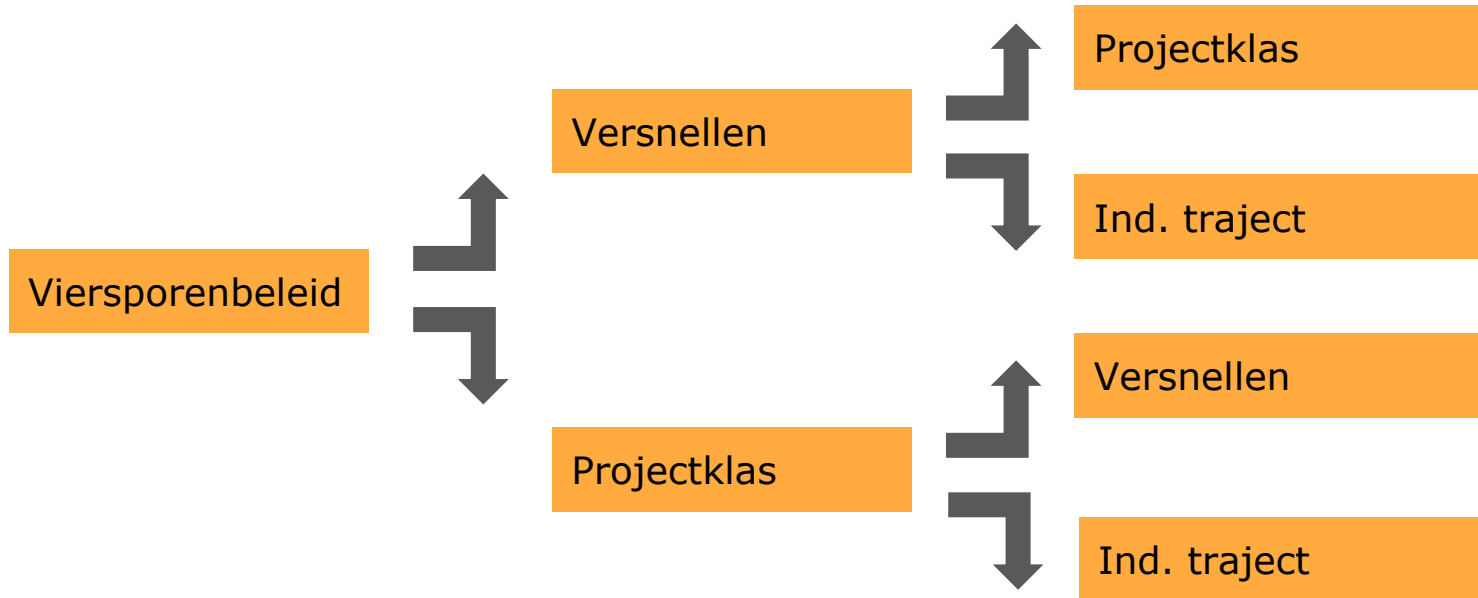 Viersporenbeleid
Versnellen
Projectklas
Ind. traject
Projectklas
Versnellen
Ind. traject